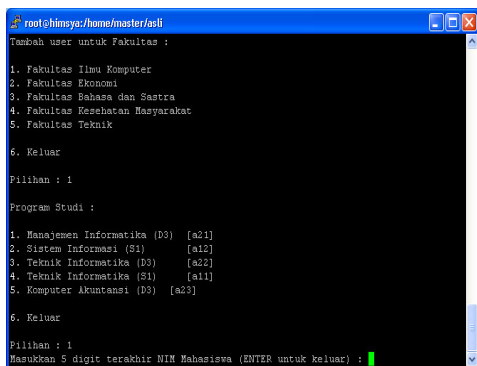 root@himsya:/home/master/asli
Tambah user untuk Fakultas :
1. Fakultas Ilmu Komputer
2. Fakultas Ekonomi
3. Fakultas Bahasa dan Sastra
4. Fakultas Kesehatan Masyarakat
5. Fakultas Teknik
6. Keluar
Pilihan : 1
Program Studi :
1. Manajemen Informatika (D3) [a21]
2. Sistem Informasi (S1) [a12]
3. Teknik Informatika (D3) [a22]
4. Teknik Informatika (S1) [a11]
5. Komputer Akuntansi (D3) [a23]
6. Keluar
Pilihan : 1
Masukkan 5 digit terakhir NIM Mahasiswa (ENTER untuk keluar) :